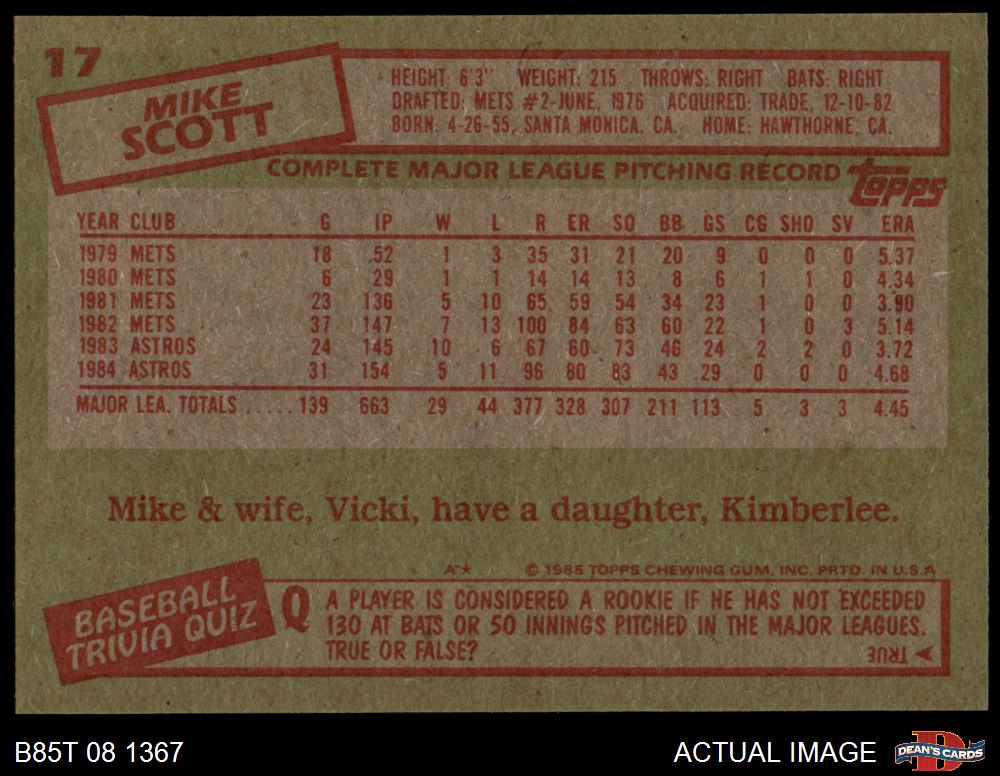 17
MIKE
SCOTT
HEIGHT: 6'3" WEIGHT: 215 THROWS: RIGHT BATS: RIGHT
DRAFTED: METS #2-JUNE, 1976 ACQUIRED: TRADE, 12-10-82
BORN: 4-26-55, SANTA MONICA, CA. HOME: HAWTHORNE, CA.
COMPLETE MAJOR LEAGUE PITCHING RECORD
TOPPS
YEAR CLUB G IP W L R ER SO BB GS CG SHO SV ERA
1979 METS 18 52 1 3 35 31 21 20 9 0 0 0 5.37
1980 METS 6 29 1 1 14 14 13 8 6 1 1 0 4.34
1981 METS 23 136 5 10 65 59 54 34 23 1 0 0 3.90
1982 METS 37 147 7 13 100 84 63 60 22 1 0 3 5.14
1983 ASTROS 24 145 10 6 67 60 73 46 24 2 2 0 3.72
1984 ASTROS 31 154 5 11 96 80 83 43 29 0 0 0 4.68
MAJOR LEA. TOTALS ..... 139 663 29 44 377 328 307 211 113 5 3 3 4.45
Mike & wife, Vicki, have a daughter, Kimberlee.
A** © 1985 TOPPS CHEWING GUM, INC. PRTD. IN U.S.A
BASEBALL
TRIVIA QUIZ
Q A PLAYER IS CONSIDERED A ROOKIE IF HE HAS NOT EXCEEDED
130 AT BATS OR 50 INNINGS PITCHED IN THE MAJOR LEAGUES.
TRUE OR FALSE?
TRUE
B85T 08 1367
ACTUAL IMAGE
DEAN'S CARDS